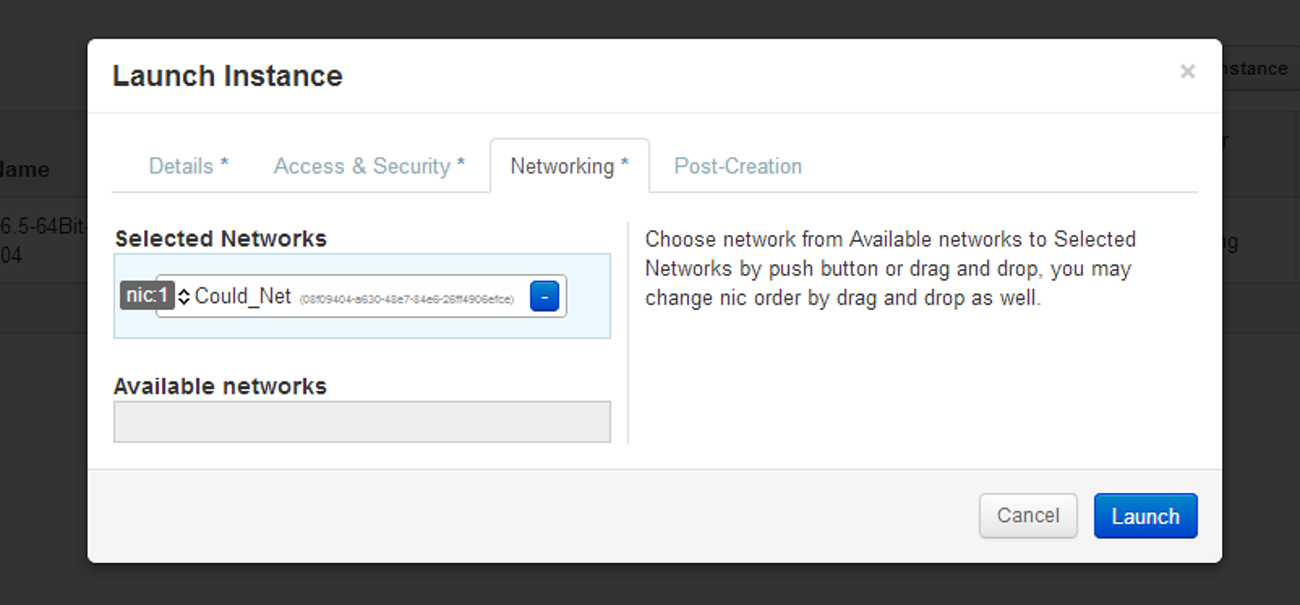 Launch Instance
×
nstance
Details *
Access & Security *
Networking *
Post-Creation
6.5-64Bit-
04
Selected Networks
nic:1
Could_Net (08f09404-a630-48e7-84e6-26ff4906efce)
-
Choose network from Available networks to Selected
Networks by push button or drag and drop, you may
change nic order by drag and drop as well.
Available networks
Cancel
Launch